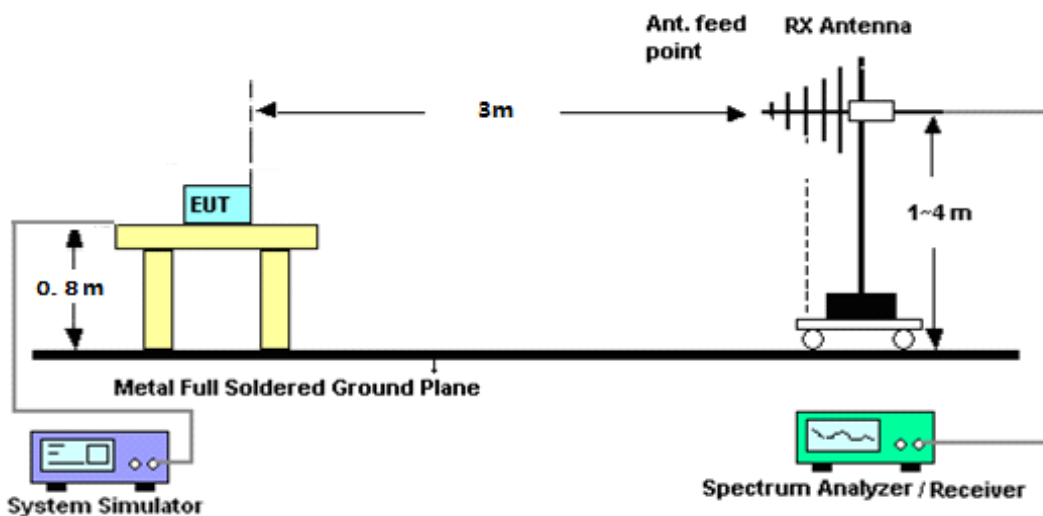 Ant. feed
point
RX Antenna
3m
EUT
1~4 m
0. 8 m
Metal Full Soldered Ground Plane
System Simulator
Spectrum Analyzer / Receiver